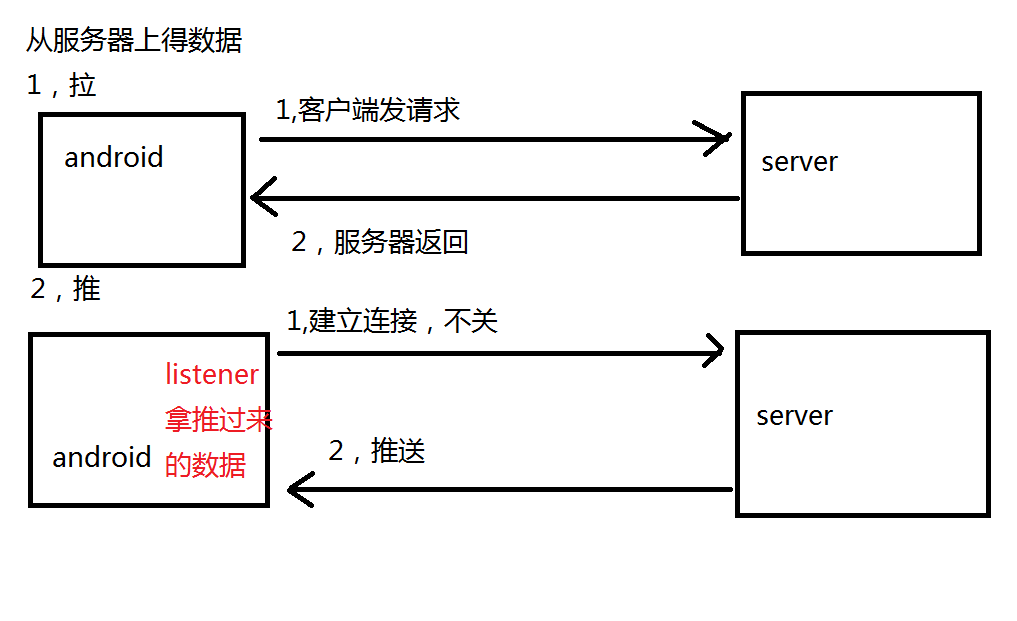 从服务器上得数据
1，拉
1,客户端发请求
android
server
2，服务器返回
2，推
1,建立连接，不关
listener
拿推过来
的数据
android
server
2，推送